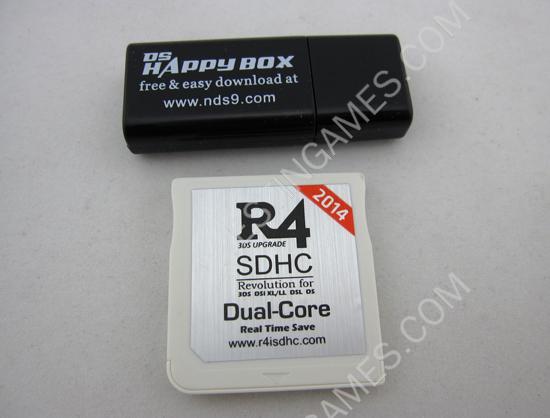 DS
HAppy BOX
free & easy download at
www.nds9.com
R4
2014
3DS UPGRADE
SDHC
Revolution for
3DS DSi XL/LL DSL DS
Dual-Core
Real Time Save
www.r4isdhc.com